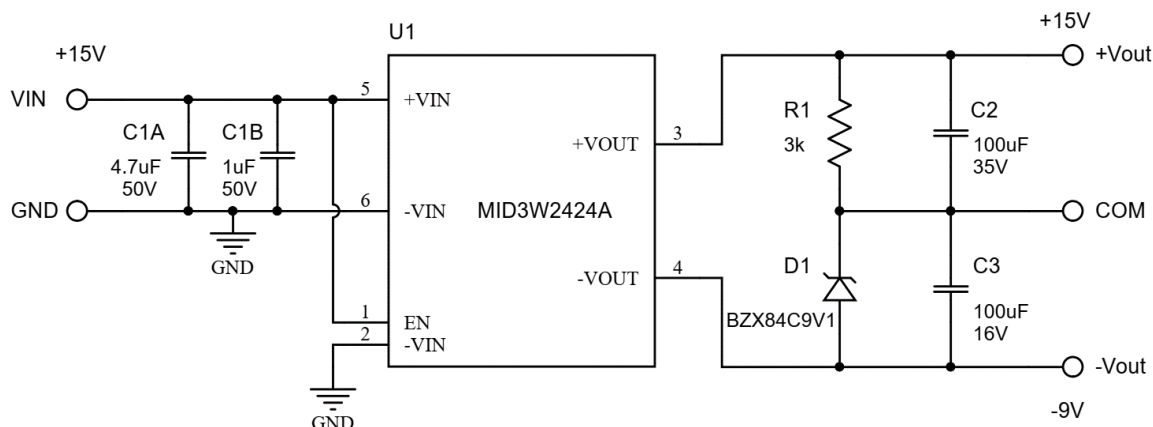 U1
+15V
+15V
+Vout
VIN
5
+VIN
C1A
C1B
4.7uF
50V
1uF
50V
3
+VOUT
R1
3k
C2
100uF
35V
GND
6
-VIN
MID3W2424A
COM
GND
4
-VOUT
D1
BZX84C9V1
C3
100uF
16V
1
EN
2
-VIN
-Vout
GND
-9V